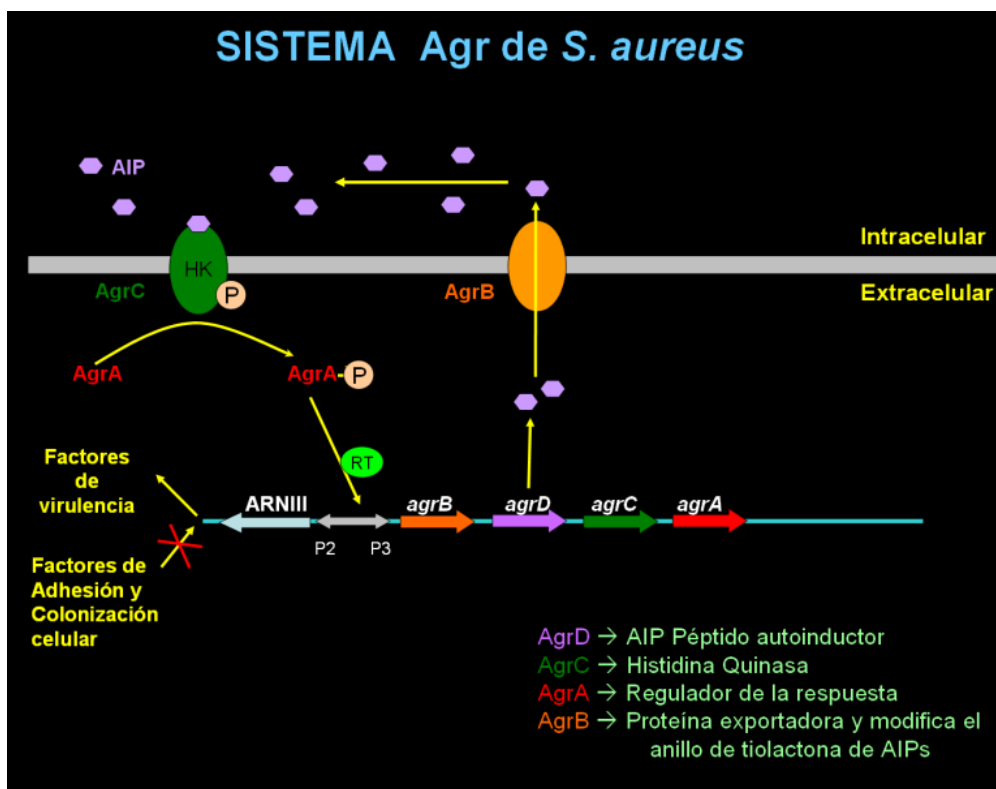 SISTEMA Agr de S. aureus
AIP
Intracelular
HK
AgrC
P
AgrB
Extracelular
AgrA
AgrA
P
RT
Factores
de
virulencia
ARNIII
agrB
agrD
agrC
agrA
P2
P3
Factores de
Adhesión y
Colonización
celular
AgrD → AIP Péptido autoinductor
AgrC → Histidina Quinasa
AgrA → Regulador de la respuesta
AgrB → Proteína exportadora y modifica el
anillo de tiolactona de AIPs